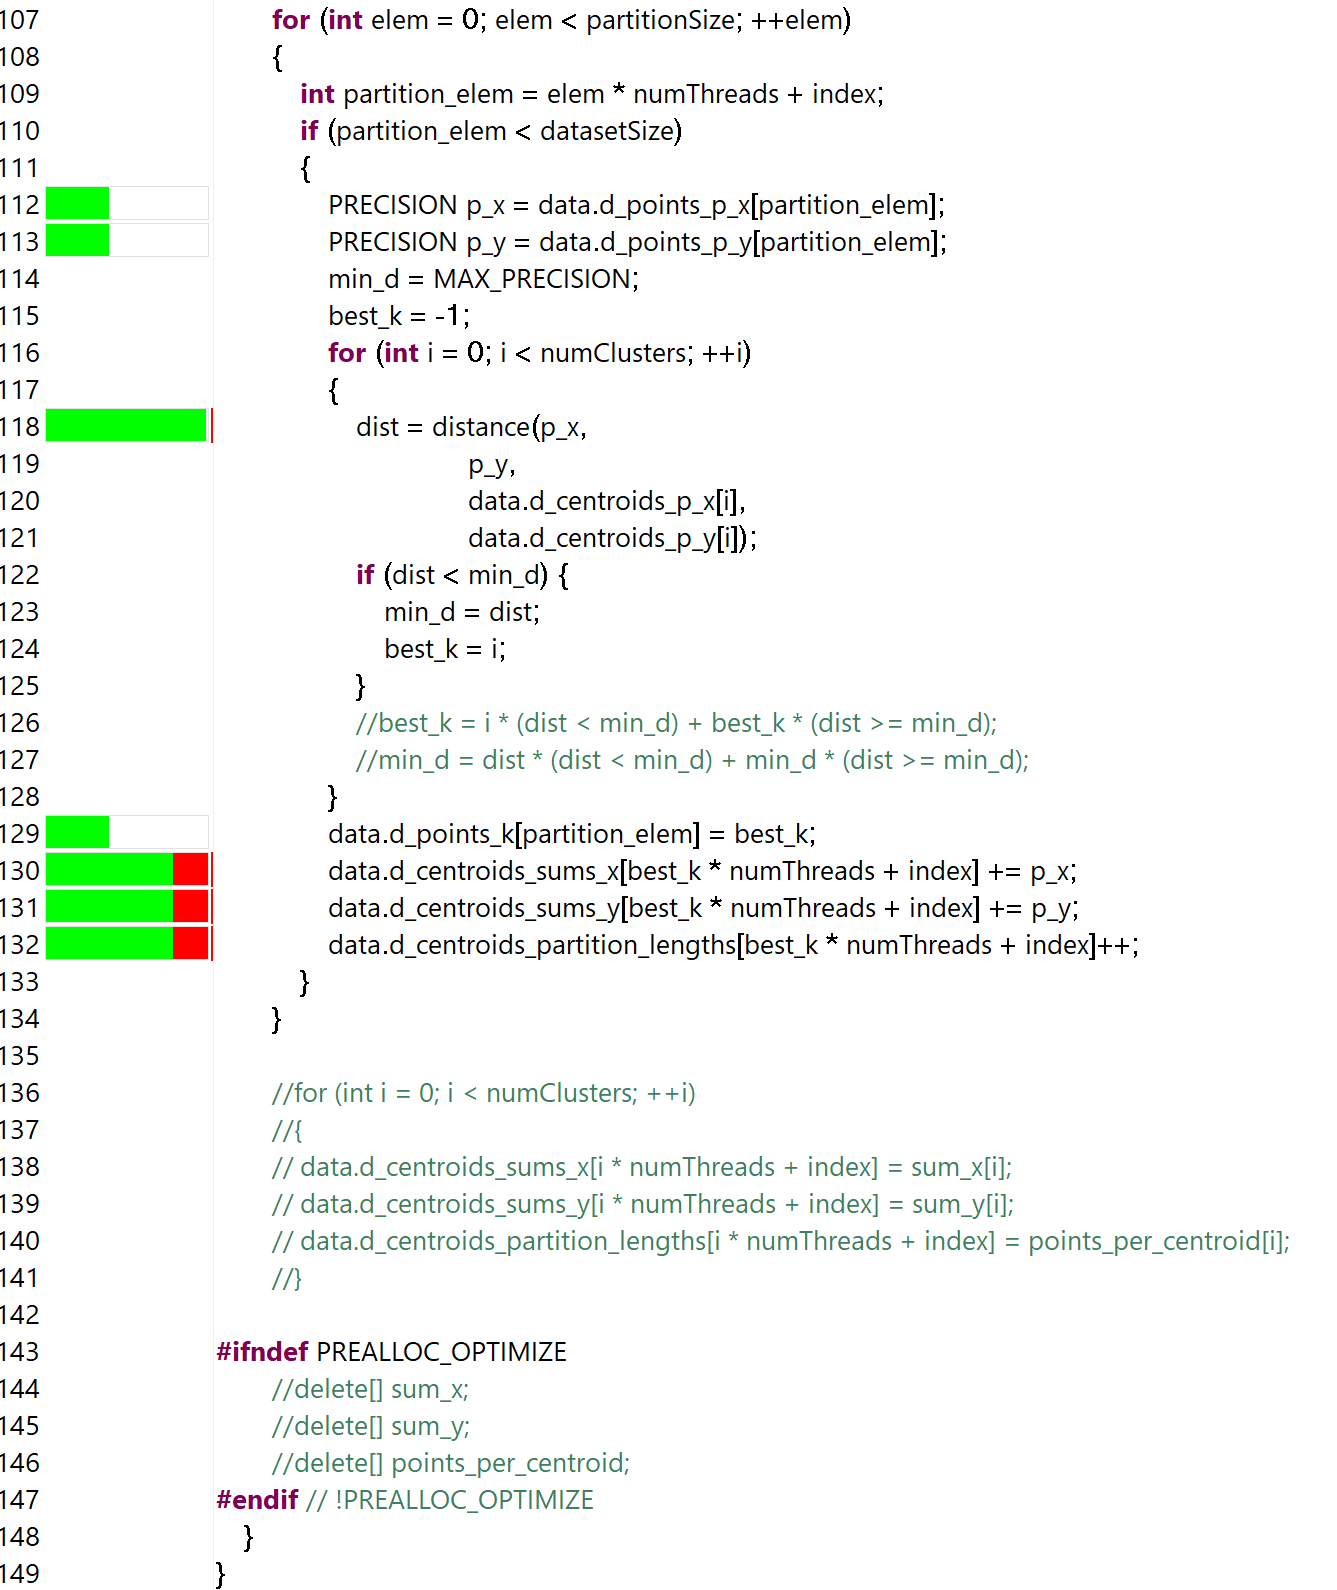 107 for (int elem = 0; elem < partitionSize; ++elem)
108 {
109 int partition_elem = elem * numThreads + index;
110 if (partition_elem < datasetSize)
111 {
112 PRECISION p_x = data.d_points_p_x[partition_elem];
113 PRECISION p_y = data.d_points_p_y[partition_elem];
114 min_d = MAX_PRECISION;
115 best_k = -1;
116 for (int i = 0; i < numClusters; ++i)
117 {
118 dist = distance(p_x,
119 p_y,
120 data.d_centroids_p_x[i],
121 data.d_centroids_p_y[i]);
122 if (dist < min_d) {
123 min_d = dist;
124 best_k = i;
125 }
126 //best_k = i * (dist < min_d) + best_k * (dist >= min_d);
127 //min_d = dist * (dist < min_d) + min_d * (dist >= min_d);
128 }
129 data.d_points_k[partition_elem] = best_k;
130 data.d_centroids_sums_x[best_k * numThreads + index] += p_x;
131 data.d_centroids_sums_y[best_k * numThreads + index] += p_y;
132 data.d_centroids_partition_lengths[best_k * numThreads + index]++;
133 }
134 }
135
136 //for (int i = 0; i < numClusters; ++i)
137 //{
138 // data.d_centroids_sums_x[i * numThreads + index] = sum_x[i];
139 // data.d_centroids_sums_y[i * numThreads + index] = sum_y[i];
140 // data.d_centroids_partition_lengths[i * numThreads + index] = points_per_centroid[i];
141 //}
142
143 #ifndef PREALLOC_OPTIMIZE
144 //delete[] sum_x;
145 //delete[] sum_y;
146 //delete[] points_per_centroid;
147 #endif // !PREALLOC_OPTIMIZE
148 }
149 }